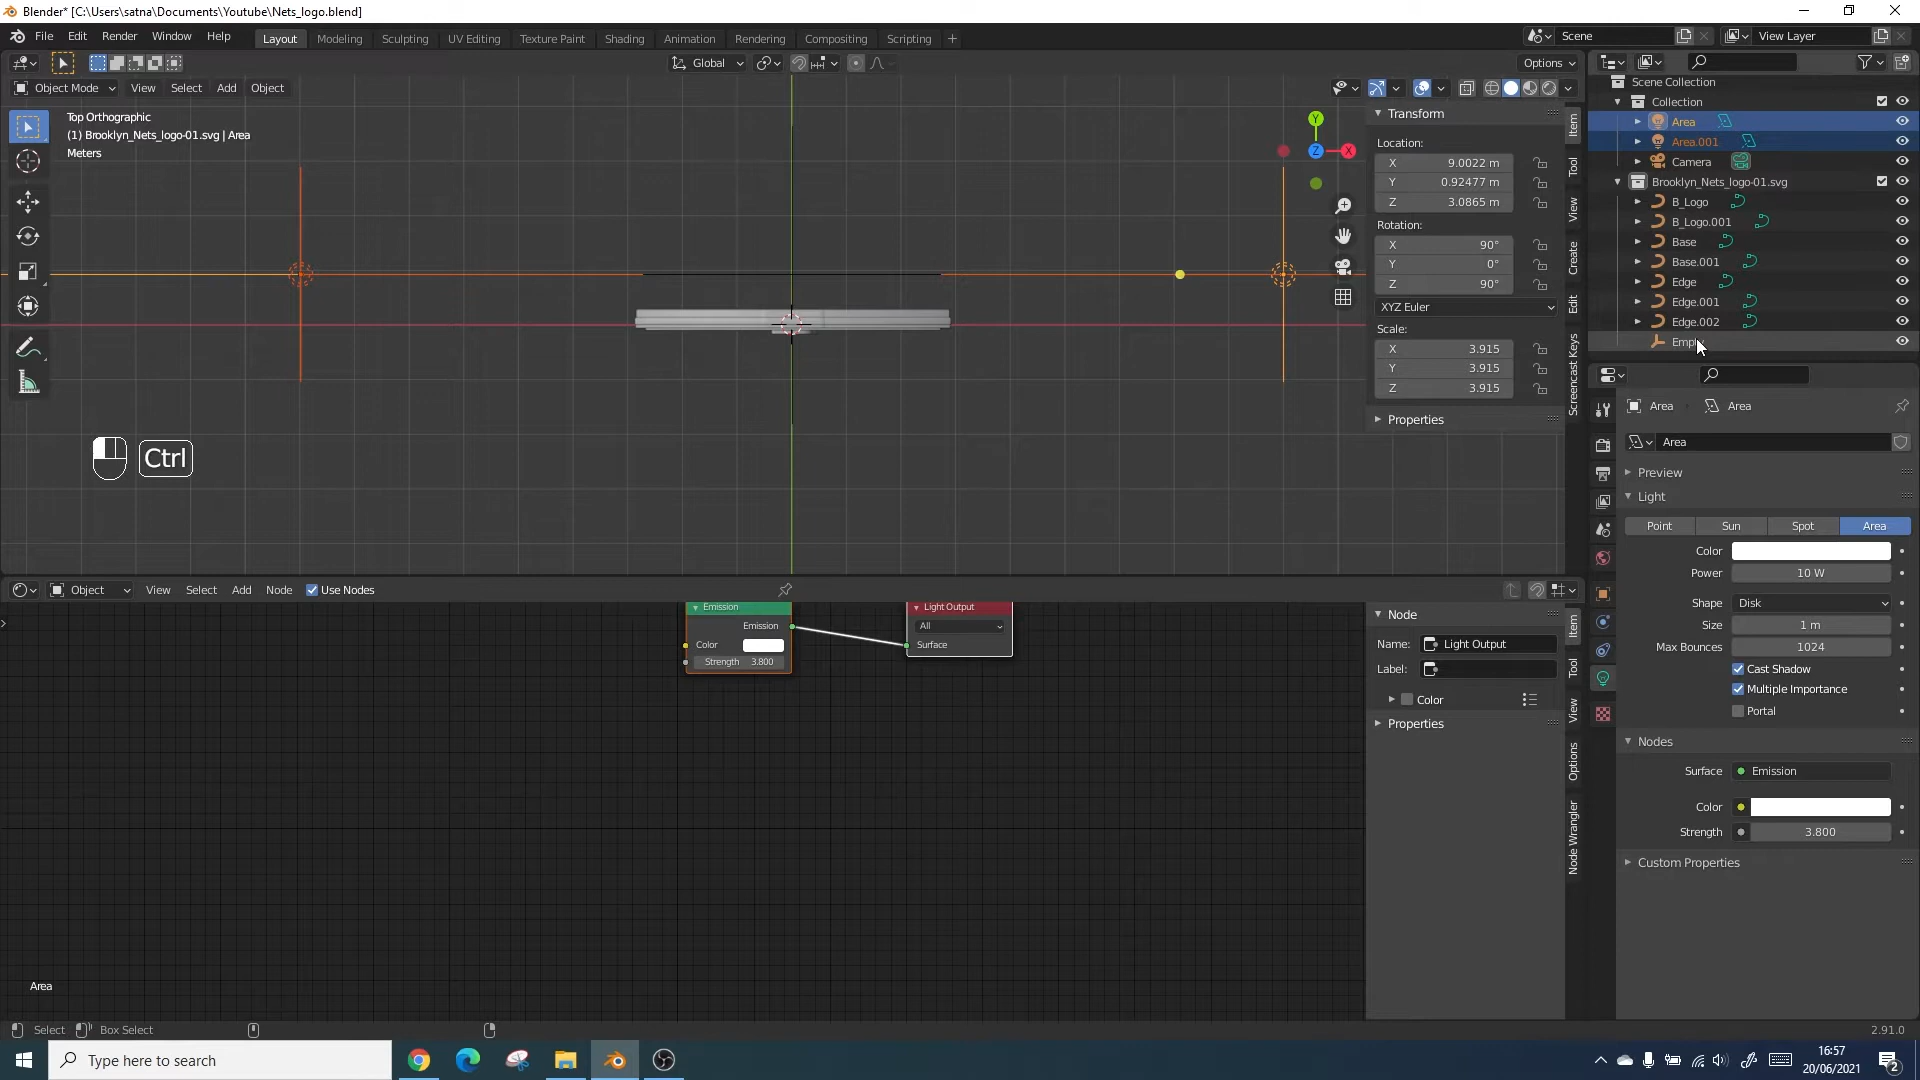 Blender* [C:\Users\satna\Documents\Youtube\Nets_logo.blend]
File Edit Render Window Help Layout Modeling Sculpting UV Editing Texture Paint Shading Animation Rendering Compositing Scripting + Scene View Layer
Global Options
Object Mode View Select Add Object
Top Orthographic
(1) Brooklyn_Nets_logo-01.svg | Area
Meters
Ctrl
Y
Z
X
Transform
Location:
X 9.0022 m
Y 0.92477 m
Z 3.0865 m
Rotation:
X 90°
Y 0°
Z 90°
XYZ Euler
Scale:
X 3.915
Y 3.915
Z 3.915
Properties
Item
Tool
View
Create
Edit
Screencast Keys
Scene Collection
Collection
Area
Area.001
Camera
Brooklyn_Nets_logo-01.svg
B_Logo
B_Logo.001
Base
Base.001
Edge
Edge.001
Edge.002
Area Area
Area
Preview
Light
Point Sun Spot Area
Color
Power 10 W
Shape Disk
Size 1 m
Max Bounces 1024
Cast Shadow
Multiple Importance
Portal
Nodes
Surface Emission
Color
Strength 3.800
Custom Properties
Object View Select Add Node Use Nodes
Emission
Emission
Color
Strength 3.800
Light Output
All
Surface
Node
Name: Light Output
Label:
Color
Properties
Item
Tool
View
Options
Node Wrangler
Area
Select Box Select 2.91.0
Type here to search
16:57
20/06/2021
2